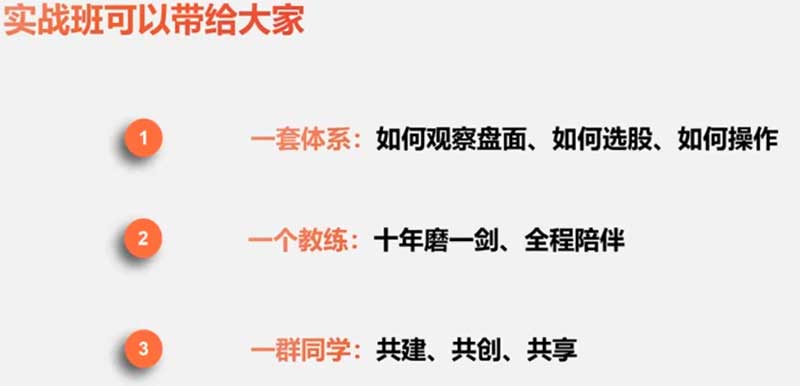 实战班可以带给大家
1 一套体系：如何观察盘面、如何选股、如何操作
2 一个教练：十年磨一剑、全程陪伴
3 一群同学：共建、共创、共享